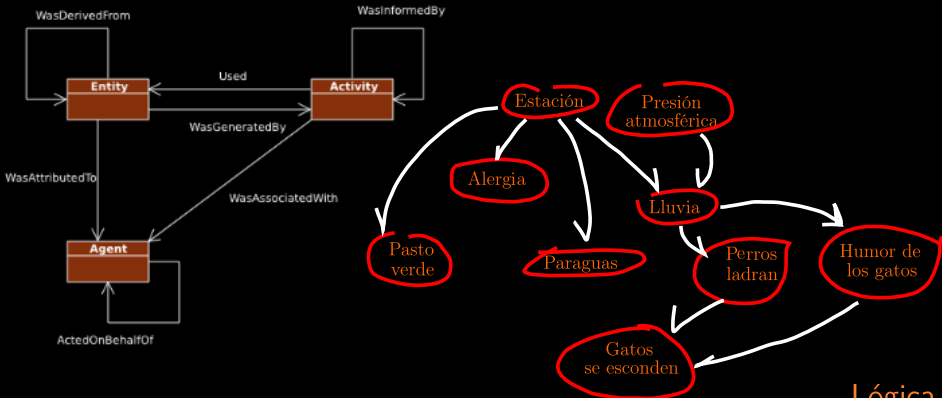 WasDerivedFrom
WasInformedBy
Entity
Used
Activity
WasGeneratedBy
WasAttributedTo
WasAssociatedWith
Agent
ActedOnBehalfOf
Estación
Presión
atmosférica
Alergia
Lluvia
Pasto
verde
Paraguas
Perros
ladran
Humor de
los gatos
Gatos
se esconden
Lógica